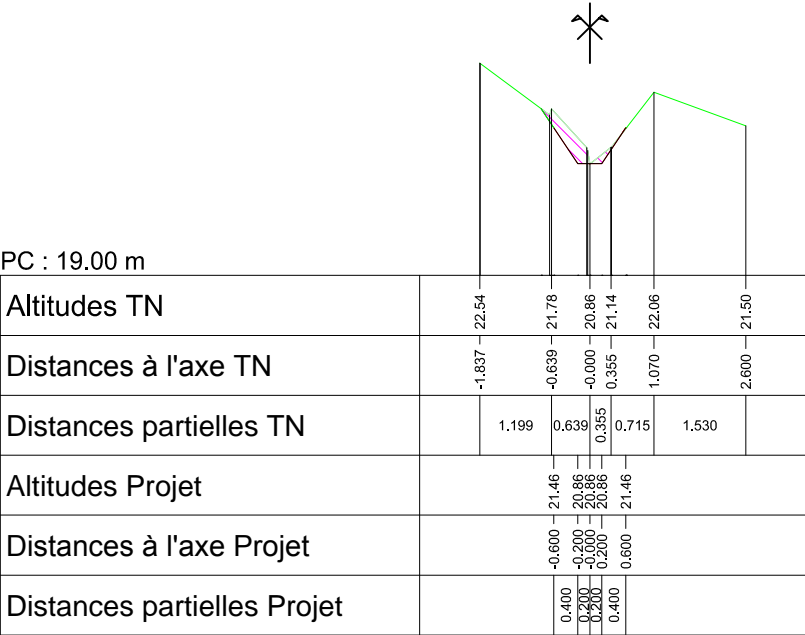 PC : 19.00 m
Altitudes TN
22.54 21.78 20.86 21.14 22.06 21.50
Distances à l'axe TN
-1.837 -0.639 -0.000 0.355 1.070 2.600
Distances partielles TN
1.199 0.639 0.355 0.715 1.530
Altitudes Projet
21.46 20.86 20.86 20.86 21.46
Distances à l'axe Projet
-0.600 -0.200 -0.000 0.200 0.600
Distances partielles Projet
0.400 0.200 0.200 0.400